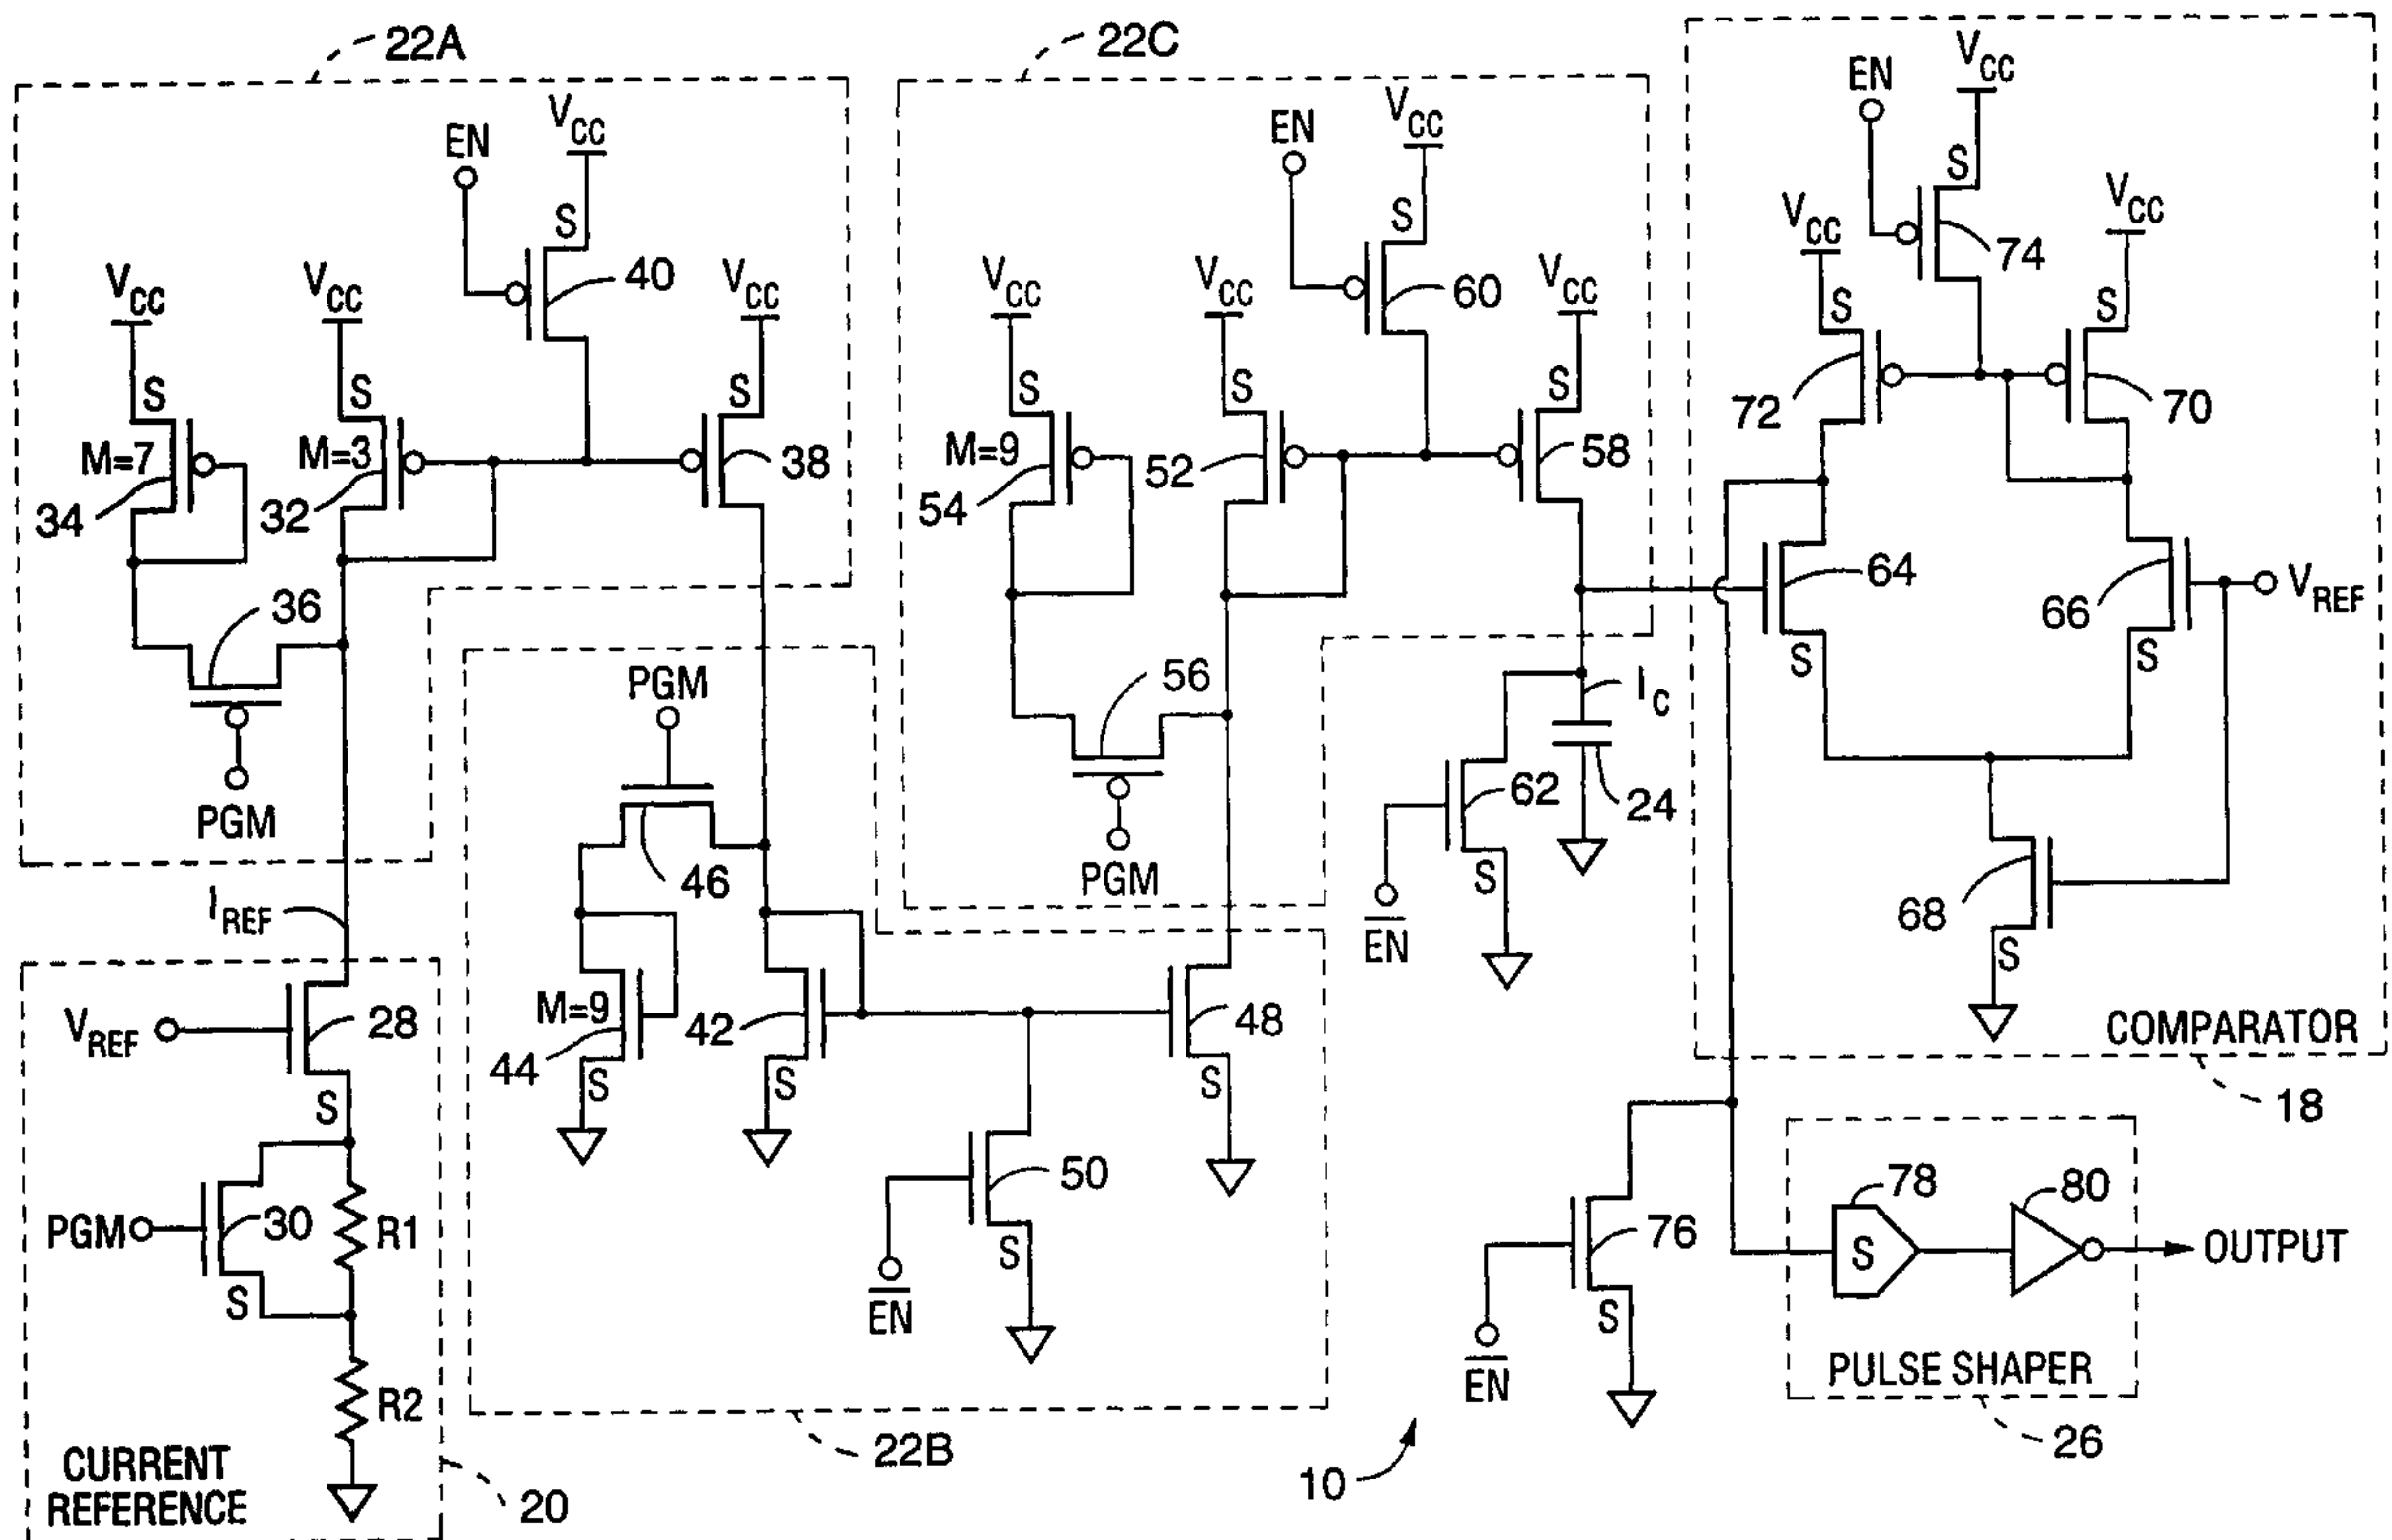 22A
EN
VCC
S
40
VCC
VCC
VCC
S
S
S
M=7
M=3
34
32
38
36
PGM
IREF
VREF
28
S
PGM
30
R1
S
R2
CURRENT
REFERENCE
20
PGM
46
M=9
44
42
48
S
S
S
50
S
EN
22B
22C
EN
VCC
S
60
VCC
VCC
VCC
S
S
S
M=9
54
52
58
56
PGM
IC
62
24
S
EN
EN
VCC
S
74
VCC
VCC
S
S
72
70
64
66
VREF
S
S
68
S
COMPARATOR
18
76
S
EN
78
80
S
OUTPUT
PULSE SHAPER
26
10